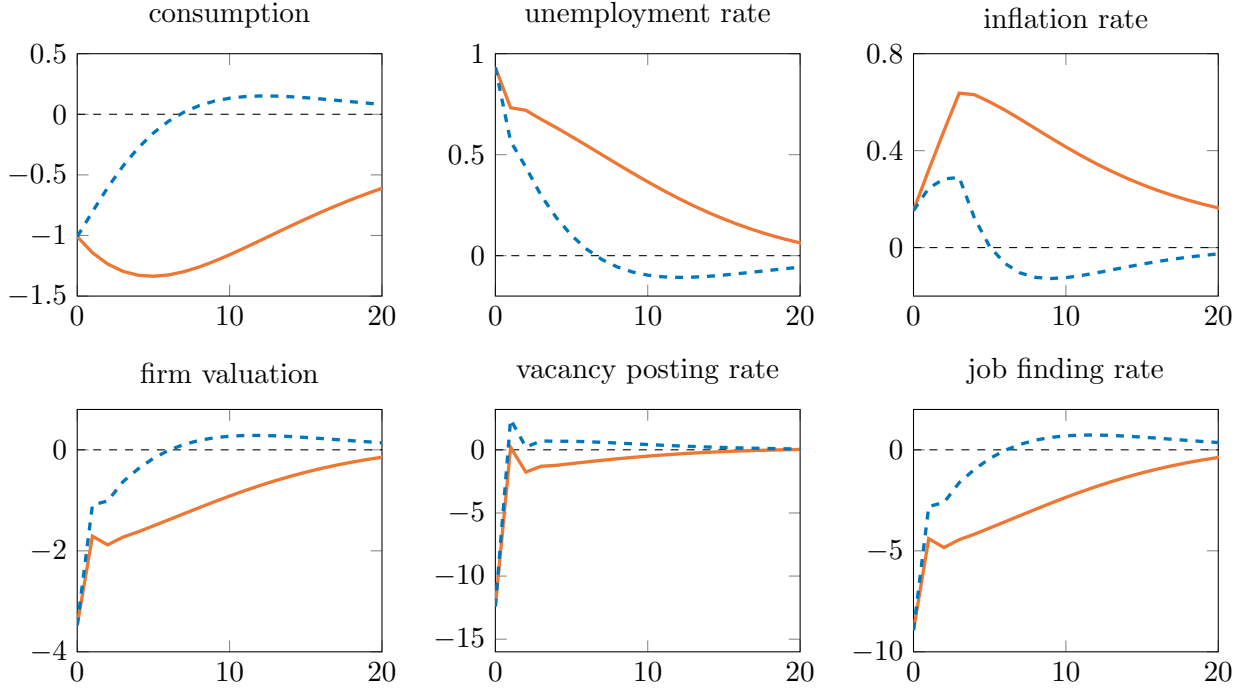 consumption
unemployment rate
inflation rate
0.5
0
−0.5
−1
−1.5
0 10 20
1
0.5
0
0 10 20
0.8
0.4
0
0 10 20
firm valuation
vacancy posting rate
job finding rate
0
−2
−4
0 10 20
0
−5
−10
−15
0 10 20
0
−5
−10
0 10 20